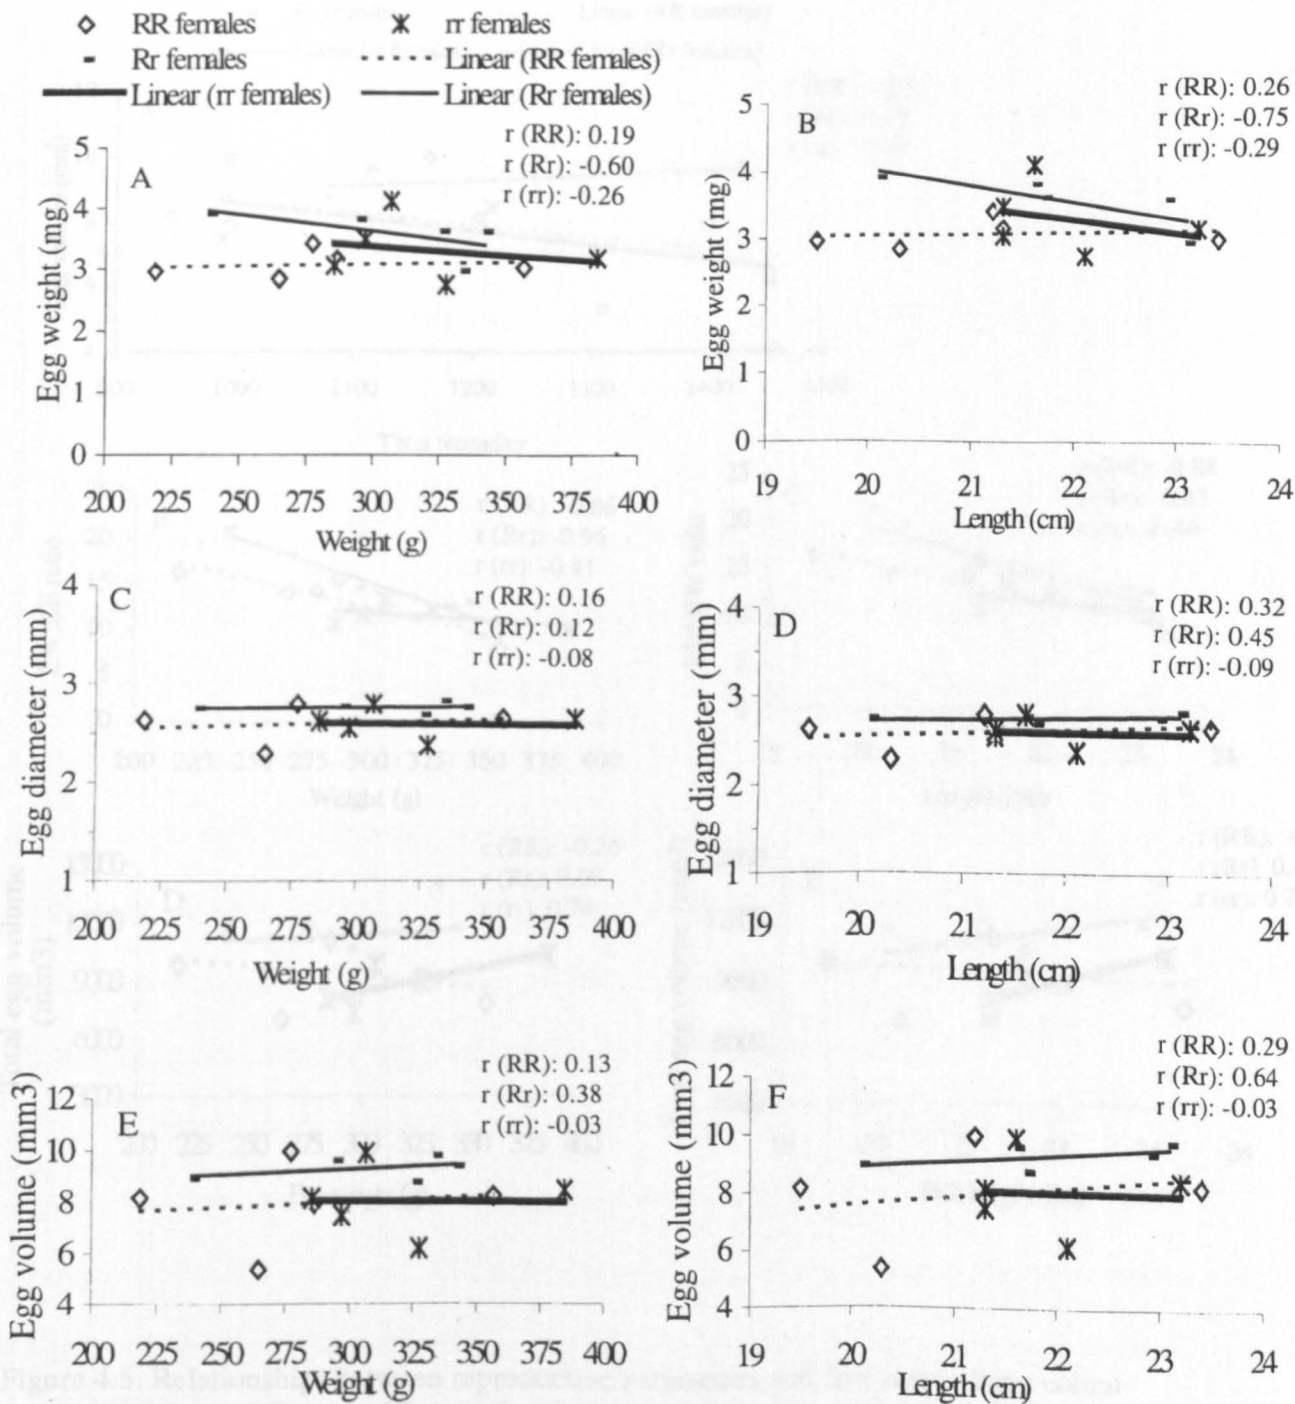 RR females
rr females
Rr females
Linear (RR females)
Linear (rr females)
Linear (Rr females)
A
r (RR): 0.19
r (Rr): -0.60
r (rr): -0.26
Egg weight (mg)
5
4
3
2
1
0
200 225 250 275 300 325 350 375 400
Weight (g)
B
r (RR): 0.26
r (Rr): -0.75
r (rr): -0.29
Egg weight (mg)
5
4
3
2
1
0
19 20 21 22 23 24
Length (cm)
C
r (RR): 0.16
r (Rr): 0.12
r (rr): -0.08
Egg diameter (mm)
4
3
2
1
200 225 250 275 300 325 350 375 400
Weight (g)
D
r (RR): 0.32
r (Rr): 0.45
r (rr): -0.09
Egg diameter (mm)
4
3
2
1
19 20 21 22 23 24
Length (cm)
E
r (RR): 0.13
r (Rr): 0.38
r (rr): -0.03
Egg volume (mm3)
12
10
8
6
4
200 225 250 275 300 325 350 375 400
Weight (g)
F
r (RR): 0.29
r (Rr): 0.64
r (rr): -0.03
Egg volume (mm3)
12
10
8
6
4
19 20 21 22 23 24
Length (cm)